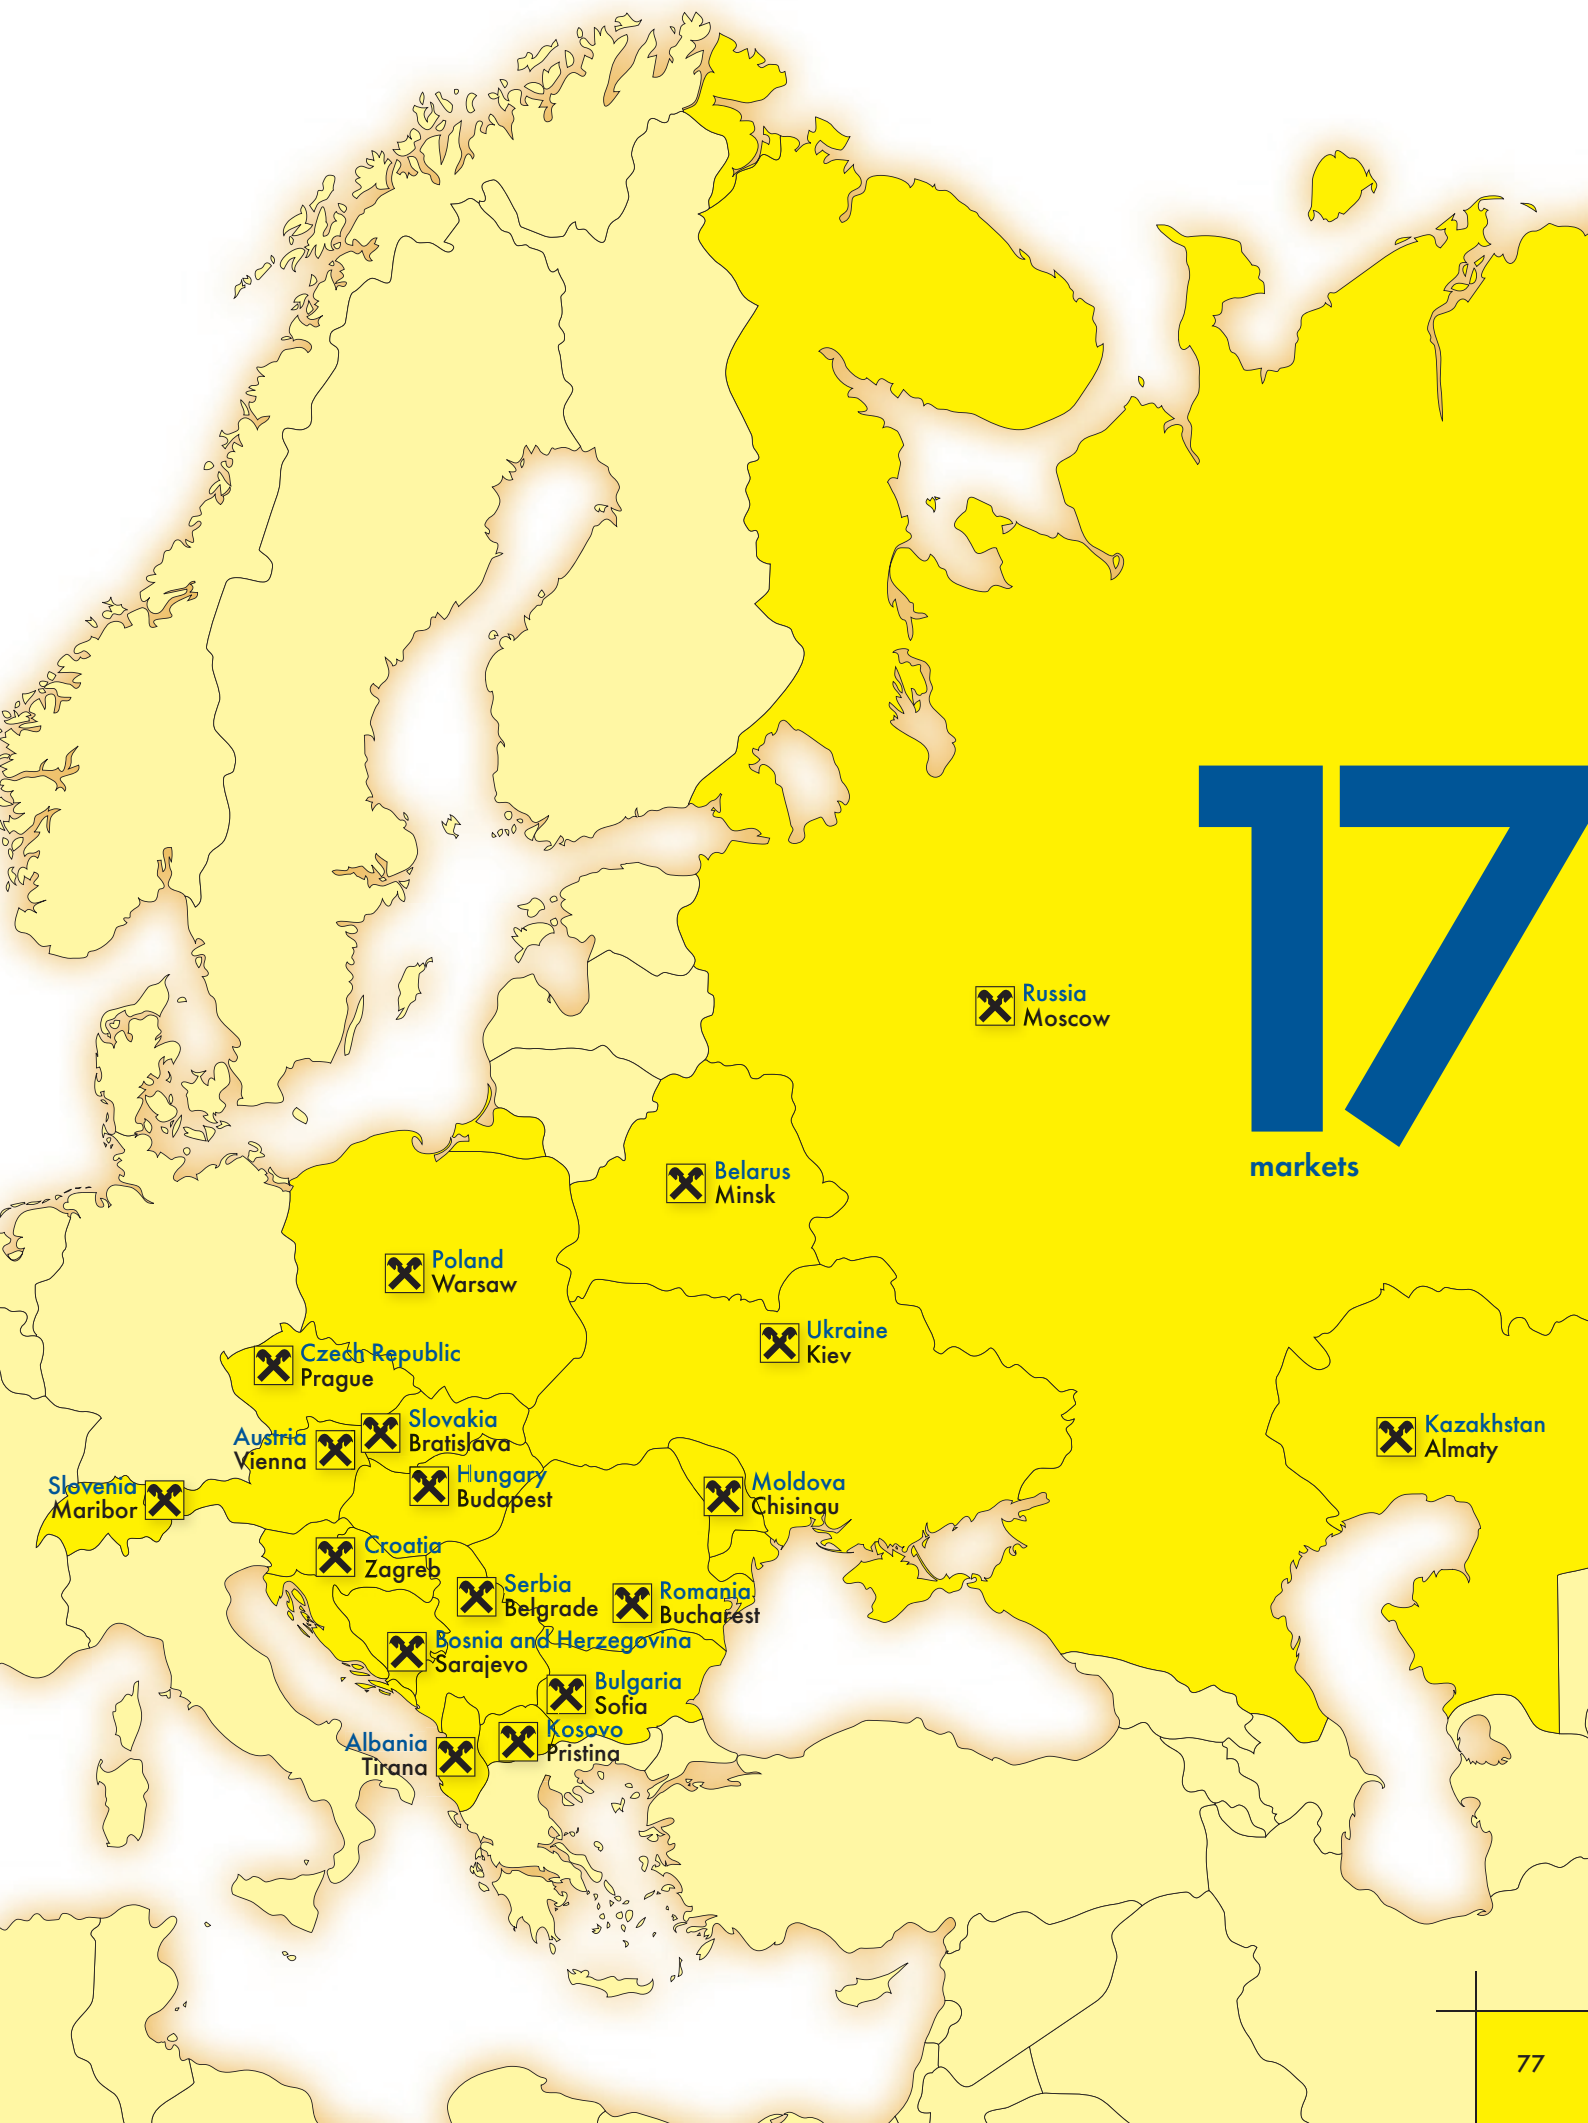 17
markets
Russia
Moscow
Belarus
Minsk
Poland
Warsaw
Ukraine
Kiev
Czech Republic
Prague
Slovakia
Bratislava
Austria
Vienna
Kazakhstan
Almaty
Hungary
Budapest
Slovenia
Maribor
Moldova
Chisinau
Croatia
Zagreb
Serbia
Belgrade
Romania
Bucharest
Bosnia and Herzegovina
Sarajevo
Bulgaria
Sofia
Kosovo
Pristina
Albania
Tirana
77